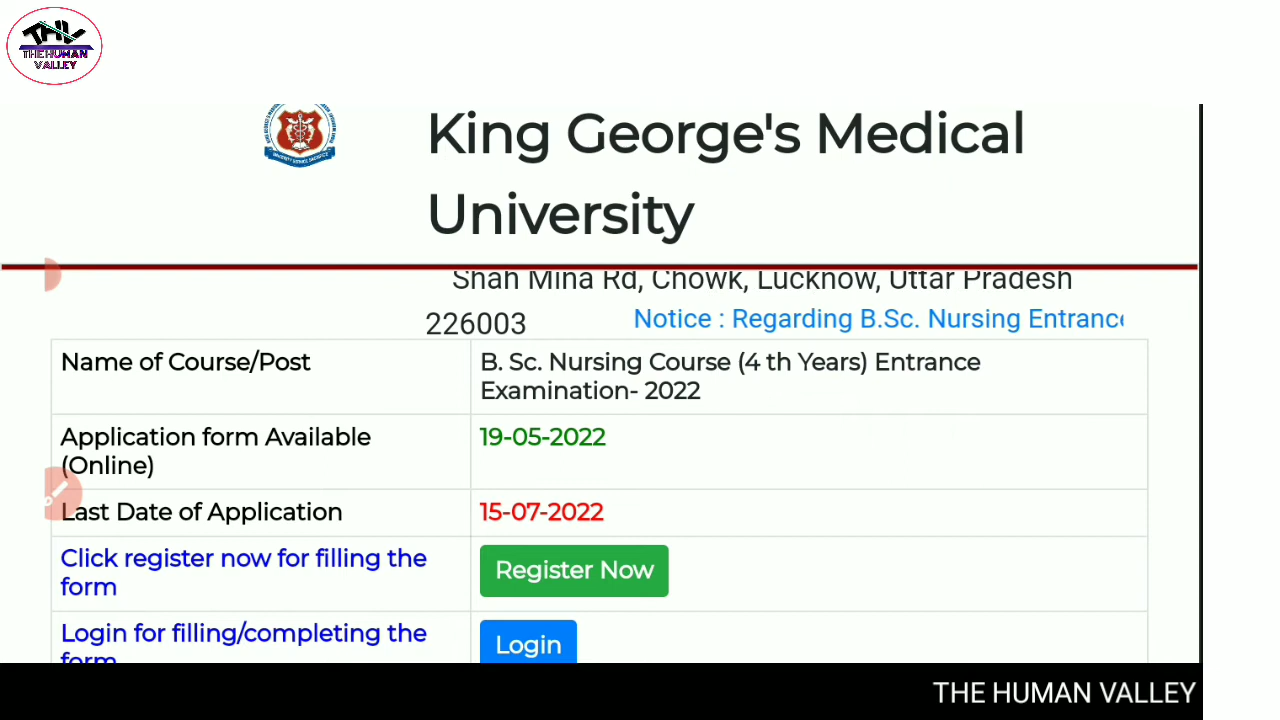 THV
THE HUMAN
VALLEY
King George's Medical
University
Shah Mina Rd, Chowk, Lucknow, Uttar Pradesh
226003
Notice : Regarding B.Sc. Nursing Entrance
Name of Course/Post
B. Sc. Nursing Course (4 th Years) Entrance
Examination- 2022
Application form Available
(Online)
19-05-2022
Last Date of Application
15-07-2022
Click register now for filling the
form
Register Now
Login for filling/completing the
form
Login
THE HUMAN VALLEY